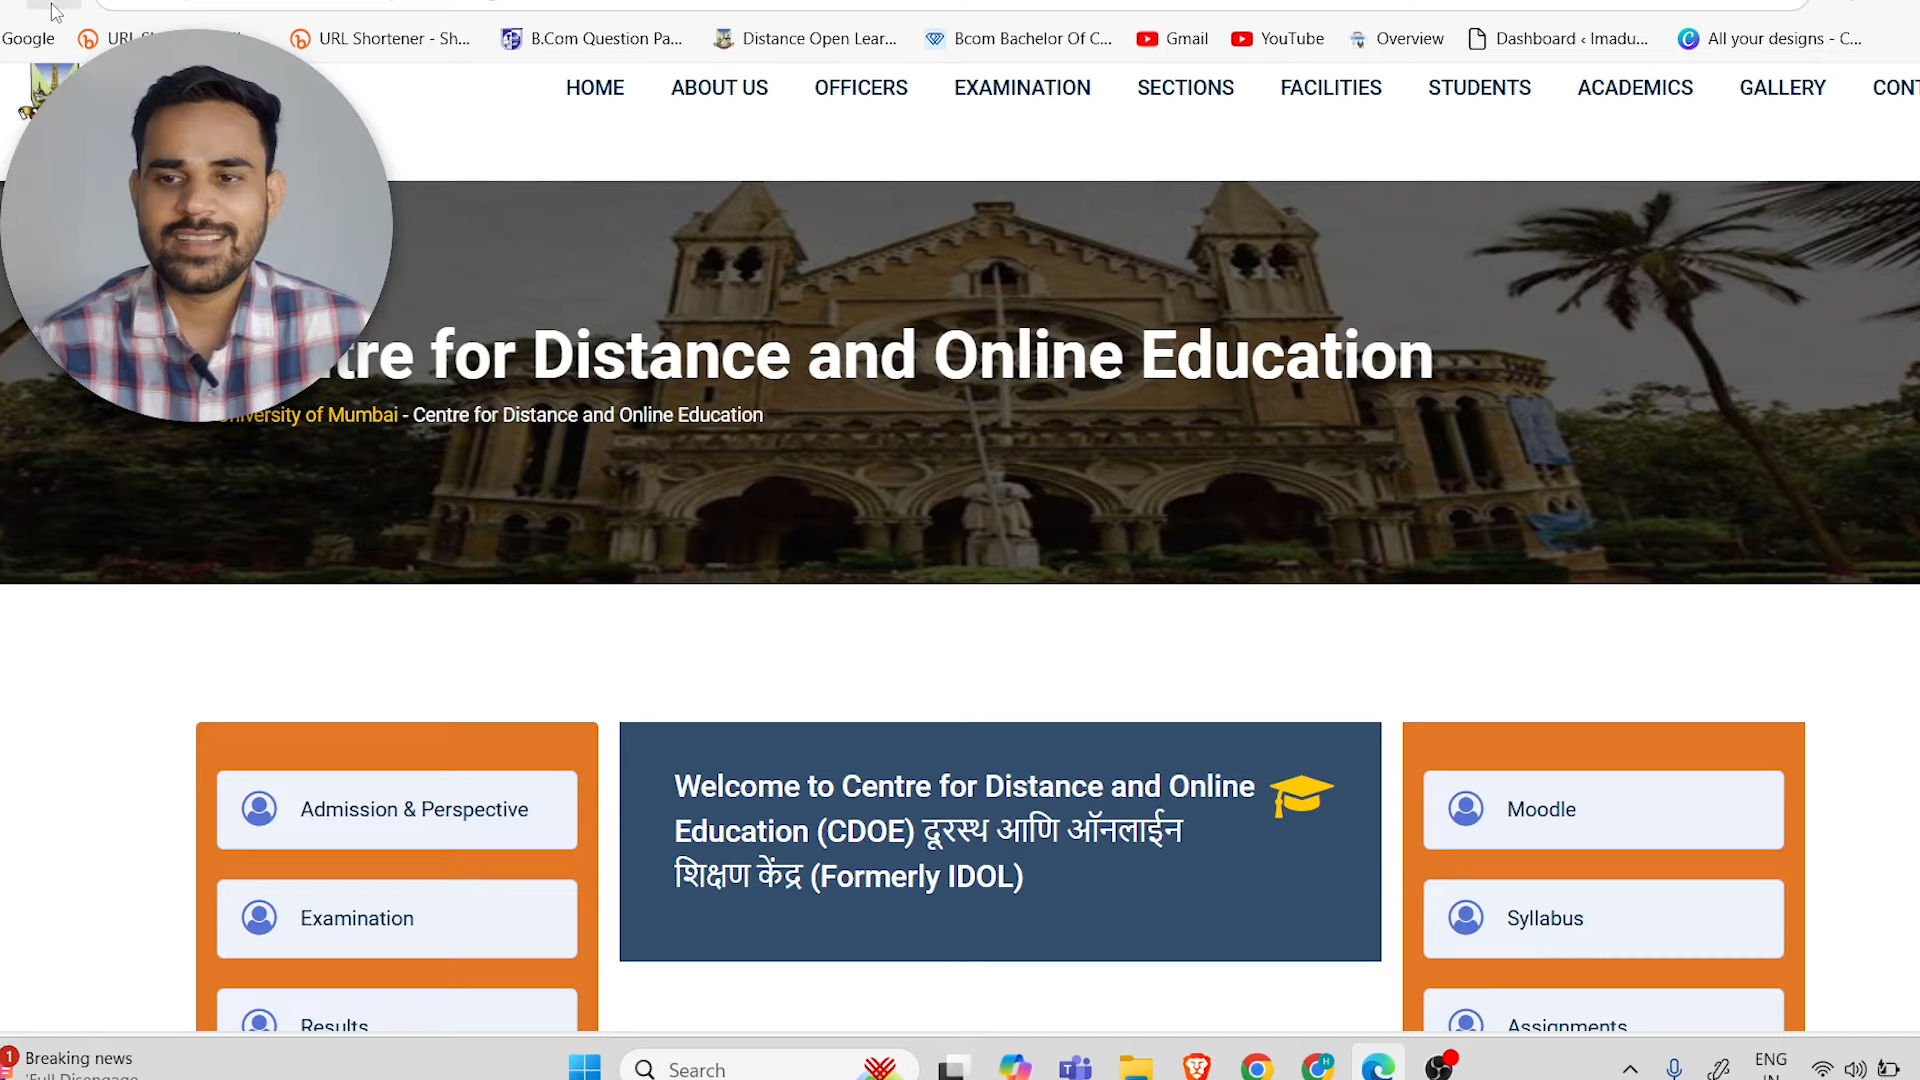 Google
URL Shortener - Sh...
B.Com Question Pa...
Distance Open Lear...
Bcom Bachelor Of C...
Gmail
YouTube
Overview
Dashboard ‹ Imadu...
All your designs - C...
HOME ABOUT US OFFICERS EXAMINATION SECTIONS FACILITIES STUDENTS ACADEMICS GALLERY CONT
tre for Distance and Online Education
niversity of Mumbai - Centre for Distance and Online Education
Admission & Perspective
Examination
Results
Welcome to Centre for Distance and Online
Education (CDOE) दूरस्थ आणि ऑनलाईन
शिक्षण केंद्र (Formerly IDOL)
Moodle
Syllabus
Assignments
1
Breaking news
'Full Disengage
Search
ENG
IN